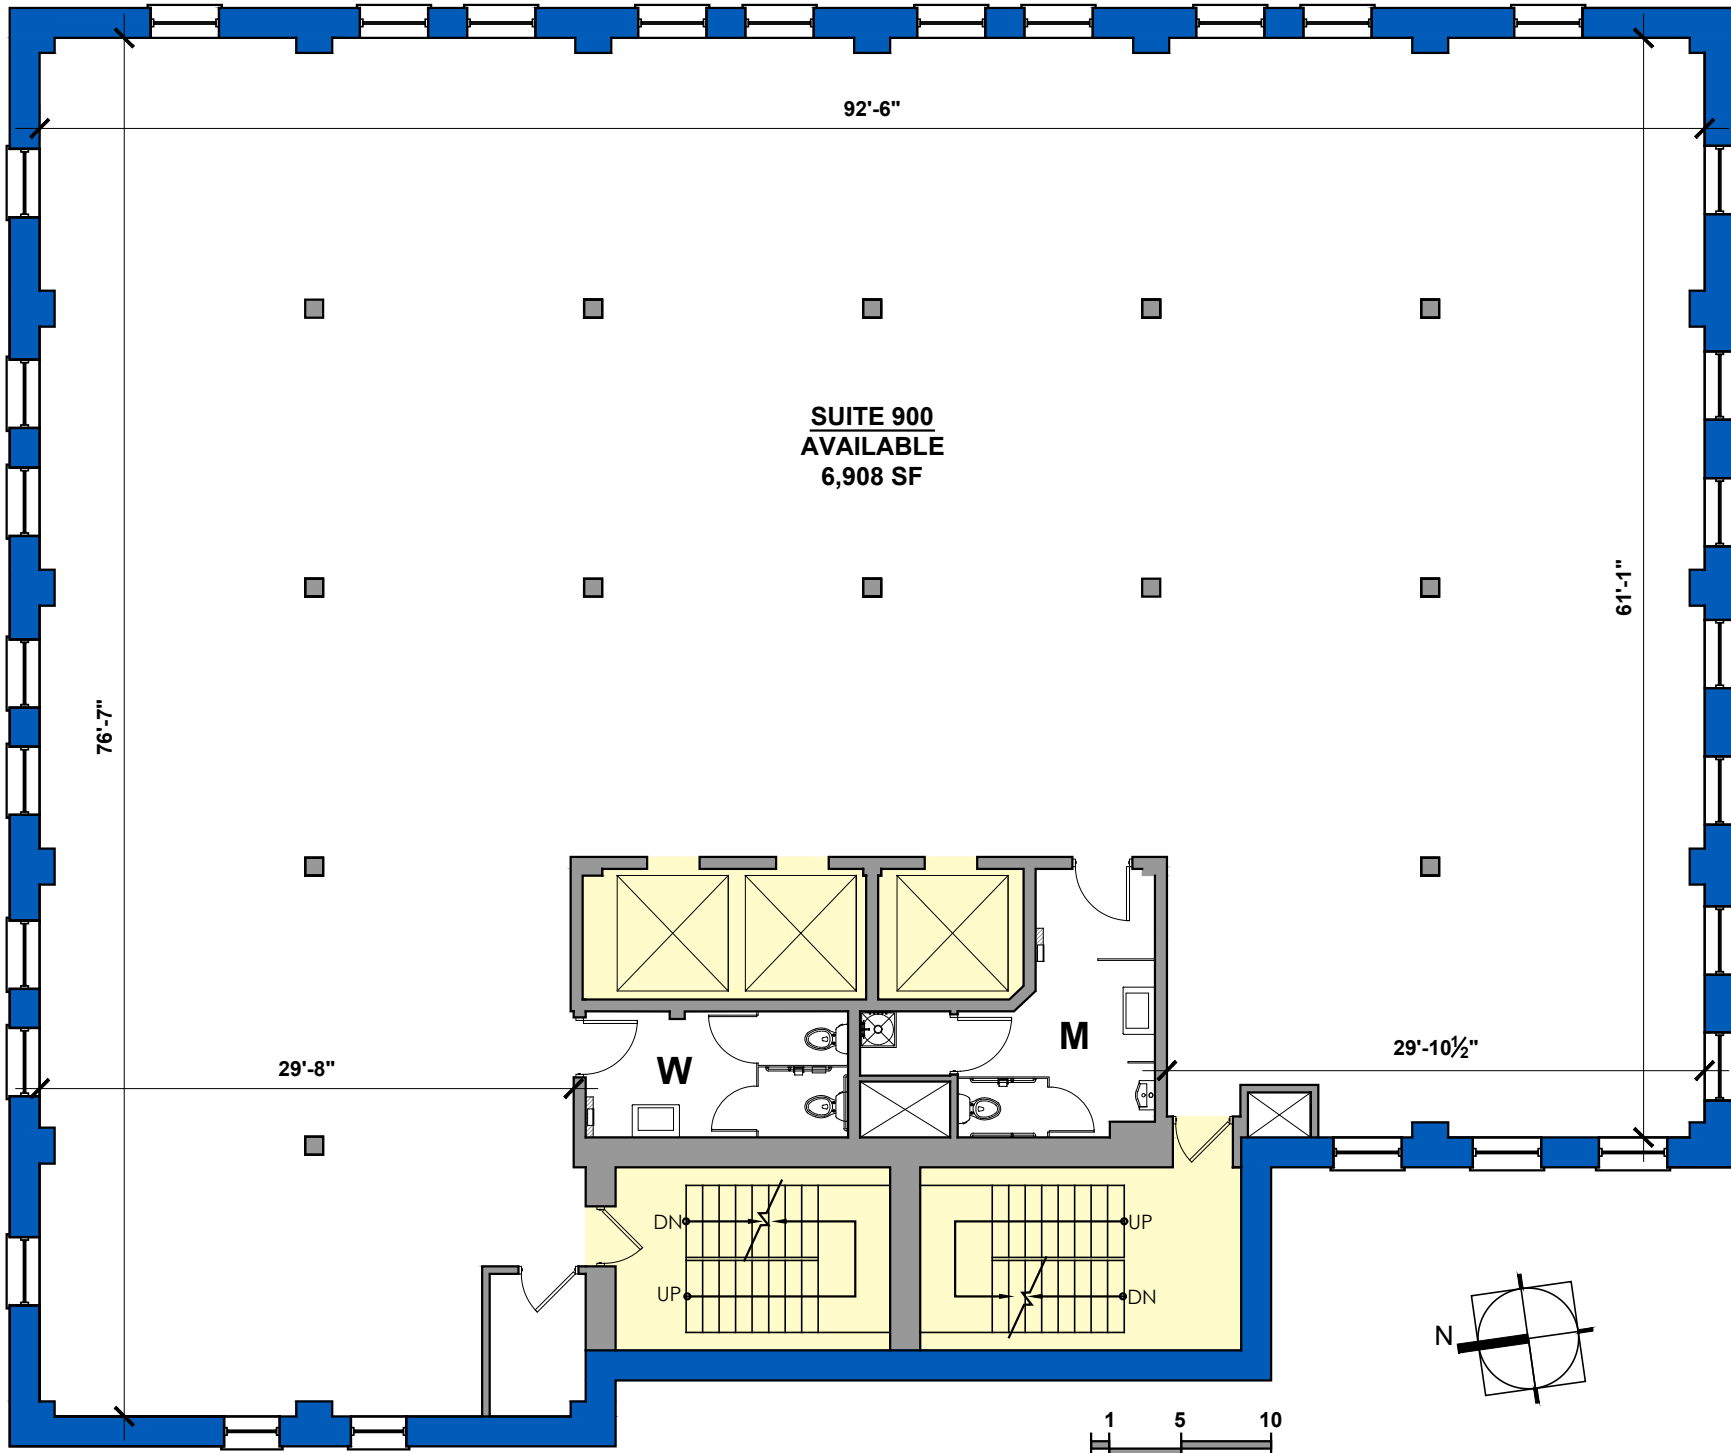 92'-6"
SUITE 900
AVAILABLE
6,908 SF
61'-1"
76'-7"
M
29'-10½"
W
29'-8"
DN
UP
UP
DN
N
1 5 10